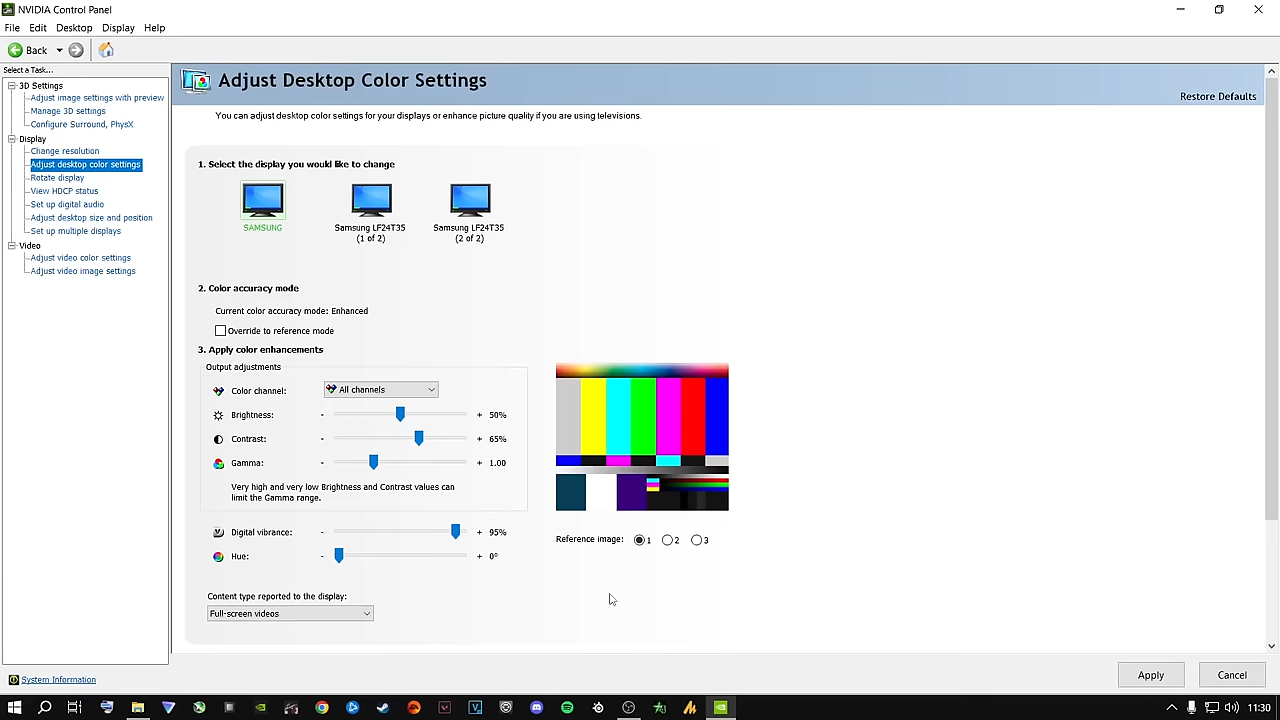 NVIDIA Control Panel
File Edit Desktop Display Help
Back
Select a Task...
3D Settings
Adjust image settings with preview
Manage 3D settings
Configure Surround, PhysX
Display
Change resolution
Adjust desktop color settings
Rotate display
View HDCP status
Set up digital audio
Adjust desktop size and position
Set up multiple displays
Video
Adjust video color settings
Adjust video image settings
System Information
Adjust Desktop Color Settings
Restore Defaults
You can adjust desktop color settings for your displays or enhance picture quality if you are using televisions.
1. Select the display you would like to change
SAMSUNG
Samsung LF24T35
(1 of 2)
Samsung LF24T35
(2 of 2)
2. Color accuracy mode
Current color accuracy mode: Enhanced
Override to reference mode
3. Apply color enhancements
Output adjustments
Color channel: All channels
Brightness: - + 50%
Contrast: - + 65%
Gamma: - + 1.00
Very high and very low Brightness and Contrast values can
limit the Gamma range.
Digital vibrance: - + 95%
Hue: - + 0°
Reference image: 1 2 3
Content type reported to the display:
Full-screen videos
Apply Cancel
11:30